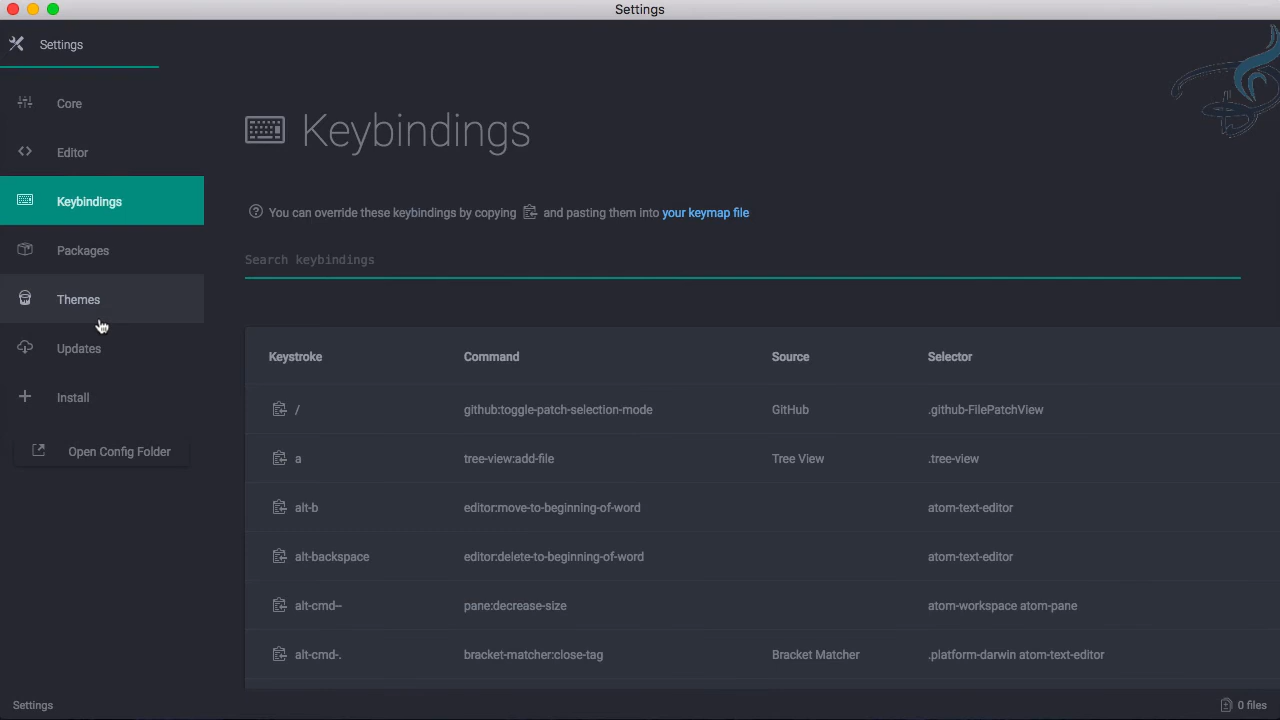 Settings
Settings
Core
Editor
Keybindings
Packages
Themes
Updates
Install
Open Config Folder
Keybindings
You can override these keybindings by copying and pasting them into your keymap file
Search keybindings
Keystroke Command Source Selector
/ github:toggle-patch-selection-mode GitHub .github-FilePatchView
a tree-view:add-file Tree View .tree-view
alt-b editor:move-to-beginning-of-word atom-text-editor
alt-backspace editor:delete-to-beginning-of-word atom-text-editor
alt-cmd-- pane:decrease-size atom-workspace atom-pane
alt-cmd-. bracket-matcher:close-tag Bracket Matcher .platform-darwin atom-text-editor
Settings 0 files